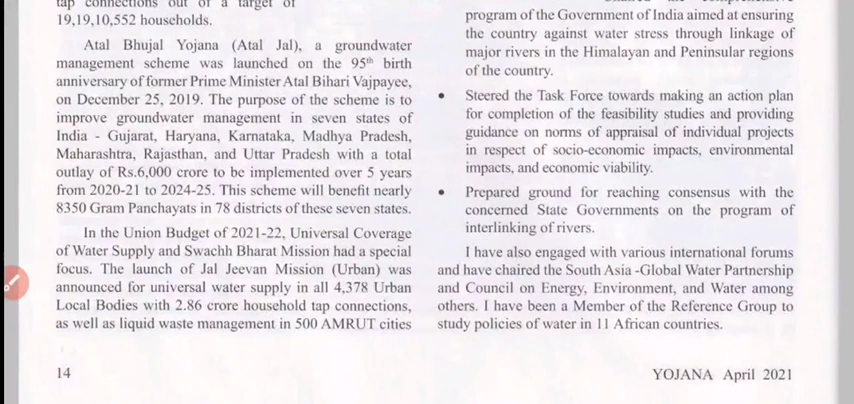 tap connections out of a target of
19,19,10,552 households.
Atal Bhujal Yojana (Atal Jal), a groundwater
management scheme was launched on the 95th birth
anniversary of former Prime Minister Atal Bihari Vajpayee,
on December 25, 2019. The purpose of the scheme is to
improve groundwater management in seven states of
India - Gujarat, Haryana, Karnataka, Madhya Pradesh,
Maharashtra, Rajasthan, and Uttar Pradesh with a total
outlay of Rs.6,000 crore to be implemented over 5 years
from 2020-21 to 2024-25. This scheme will benefit nearly
8350 Gram Panchayats in 78 districts of these seven states.
In the Union Budget of 2021-22, Universal Coverage
of Water Supply and Swachh Bharat Mission had a special
focus. The launch of Jal Jeevan Mission (Urban) was
announced for universal water supply in all 4,378 Urban
Local Bodies with 2.86 crore household tap connections,
as well as liquid waste management in 500 AMRUT cities
program of the Government of India aimed at ensuring
the country against water stress through linkage of
major rivers in the Himalayan and Peninsular regions
of the country.
• Steered the Task Force towards making an action plan
for completion of the feasibility studies and providing
guidance on norms of appraisal of individual projects
in respect of socio-economic impacts, environmental
impacts, and economic viability.
• Prepared ground for reaching consensus with the
concerned State Governments on the program of
interlinking of rivers.
I have also engaged with various international forums
and have chaired the South Asia -Global Water Partnership
and Council on Energy, Environment, and Water among
others. I have been a Member of the Reference Group to
study policies of water in 11 African countries.
14
YOJANA April 2021